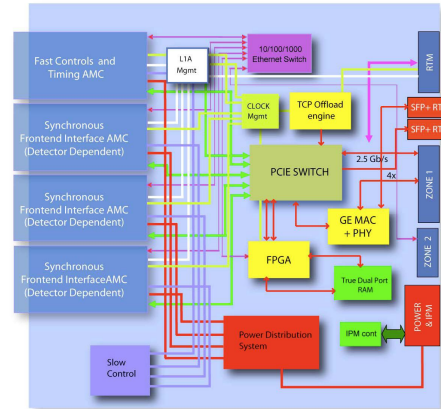 Fast Controls and
Timing AMC
L1A
Mgmt
10/100/1000
Ethernet Switch
RTM
Synchronous
Frontend Interface AMC
(Detector Dependent)
CLOCK
Mgmt
TCP Offload
engine
SFP+ RT
SFP+ RT
2.5 Gb/s
PCIE SWITCH
4x
ZONE 1
Synchronous
Frontend Interface AMC
(Detector Dependent)
GE MAC
+ PHY
ZONE 2
Synchronous
Frontend InterfaceAMC
(Detector Dependent)
FPGA
True Dual Port
RAM
POWER
& IPM
Slow
Control
Power Distribution
System
IPM cont